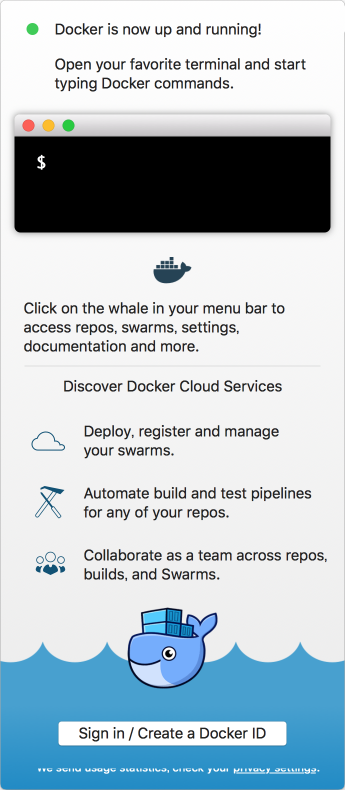 Docker is now up and running!
Open your favorite terminal and start
typing Docker commands.
$
Click on the whale in your menu bar to
access repos, swarms, settings,
documentation and more.
Discover Docker Cloud Services
Deploy, register and manage
your swarms.
Automate build and test pipelines
for any of your repos.
Collaborate as a team across repos,
builds, and Swarms.
Sign in / Create a Docker ID
We send usage statistics, check your privacy settings.